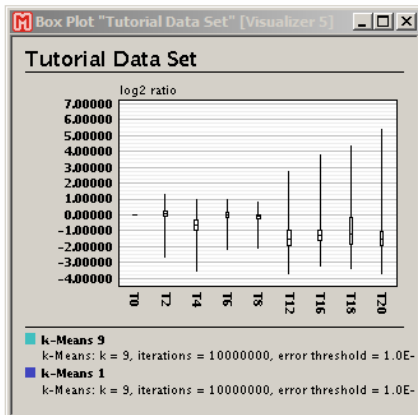 Box Plot "Tutorial Data Set" [Visualizer 5]
Tutorial Data Set
log2 ratio
7.00000
6.00000
5.00000
4.00000
3.00000
2.00000
1.00000
0.00000
-1.00000
-2.00000
-3.00000
-4.00000
T0 T2 T4 T6 T8 T12 T16 T18 T20
k-Means 9
k-Means: k = 9, iterations = 10000000, error threshold = 1.0E-
k-Means 1
k-Means: k = 9, iterations = 10000000, error threshold = 1.0E-